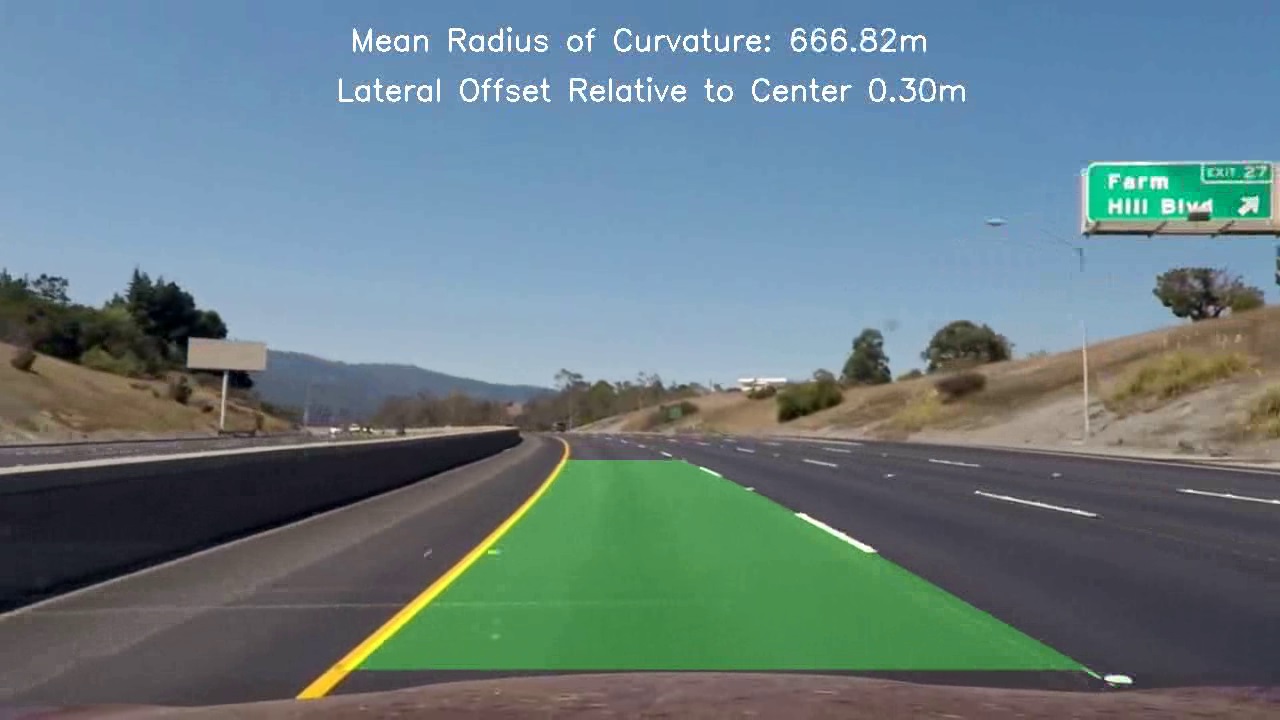 Mean Radius of Curvature: 666.82m
Lateral Offset Relative to Center 0.30m
EXIT 27
Farm
Hill Blvd